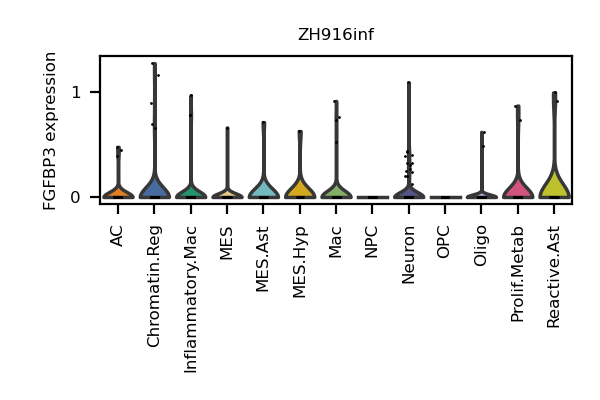 ZH916inf
FGFBP3 expression
1
0
AC
Chromatin.Reg
Inflammatory.Mac
MES
MES.Ast
MES.Hyp
Mac
NPC
Neuron
OPC
Oligo
Prolif.Metab
Reactive.Ast